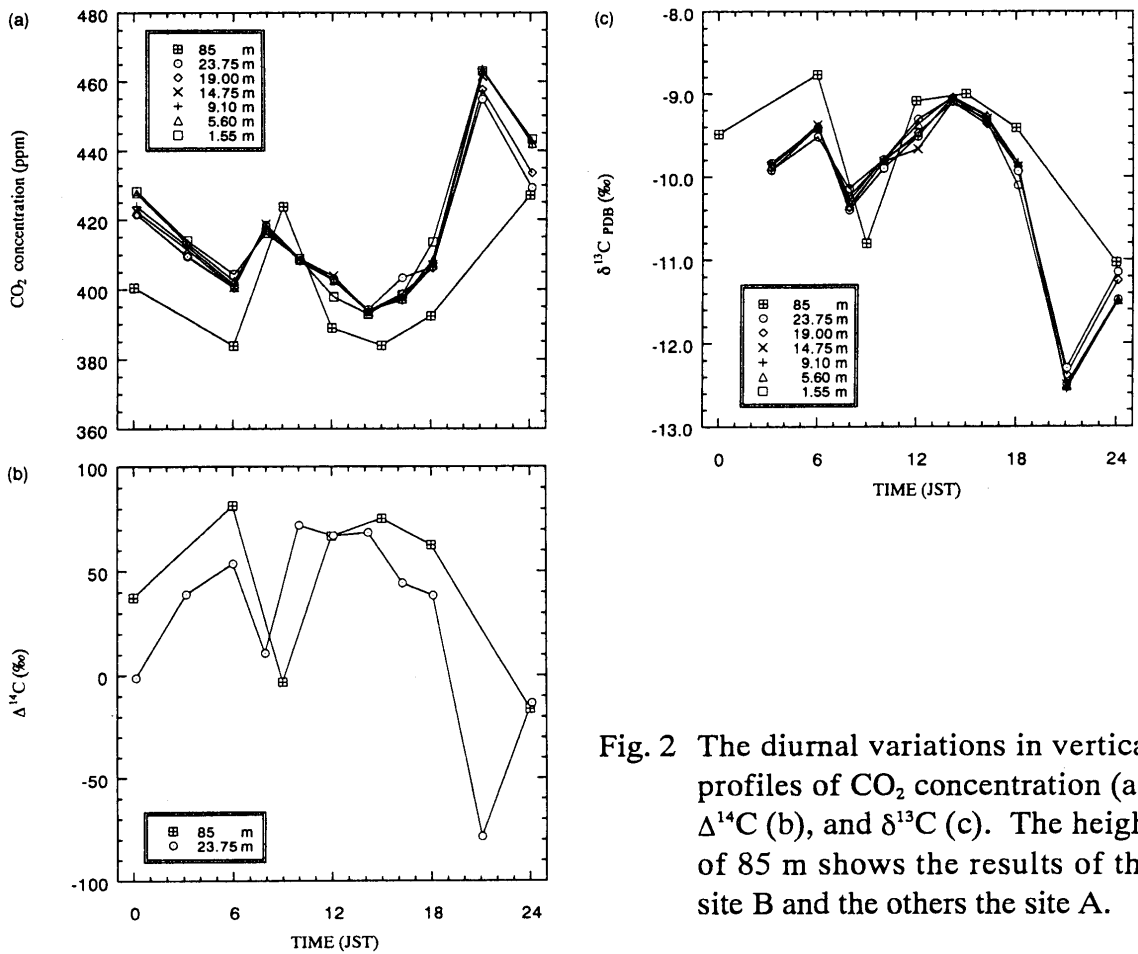 (a)
480
460
440
420
400
380
360
CO₂ concentration (ppm)
85 m
23.75 m
19.00 m
14.75 m
9.10 m
5.60 m
1.55 m
(b)
100
50
0
-50
-100
Δ ¹⁴C (‰)
85 m
23.75 m
0 6 12 18 24
TIME (JST)
(c)
-8.0
-9.0
-10.0
-11.0
-12.0
-13.0
δ ¹³C PDB (‰)
85 m
23.75 m
19.00 m
14.75 m
9.10 m
5.60 m
1.55 m
0 6 12 18 24
TIME (JST)
Fig. 2 The diurnal variations in vertica
profiles of CO₂ concentration (a
Δ¹⁴C (b), and δ¹³C (c). The heigh
of 85 m shows the results of th
site B and the others the site A.